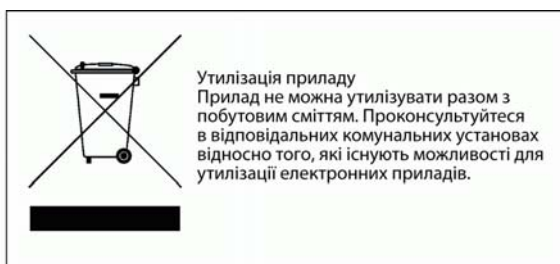 Утилізація приладу
Прилад не можна утилізувати разом з
побутовим сміттям. Проконсультуйтеся
в відповідальних комунальних установах
відносно того, які існують можливості для
утилізації електронних приладів.